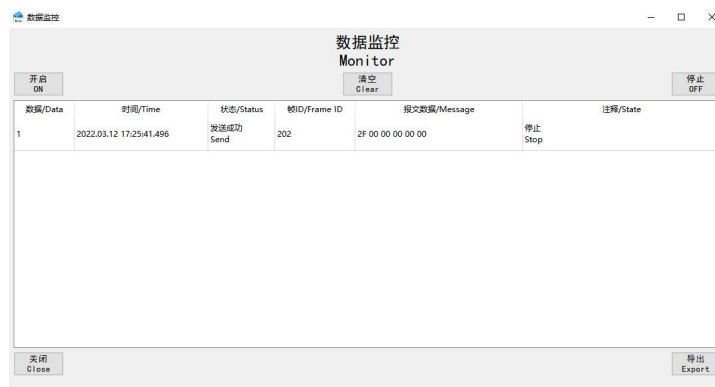 数据监控
数据监控
Monitor
开启
ON
清空
Clear
停止
OFF
数据/Data 时间/Time 状态/Status 帧ID/Frame ID 报文数据/Message 注释/State
1 2022.03.12 17:25:41.496 发送成功 202 2F 00 00 00 00 00 停止
Send Stop
关闭
Close
导出
Export